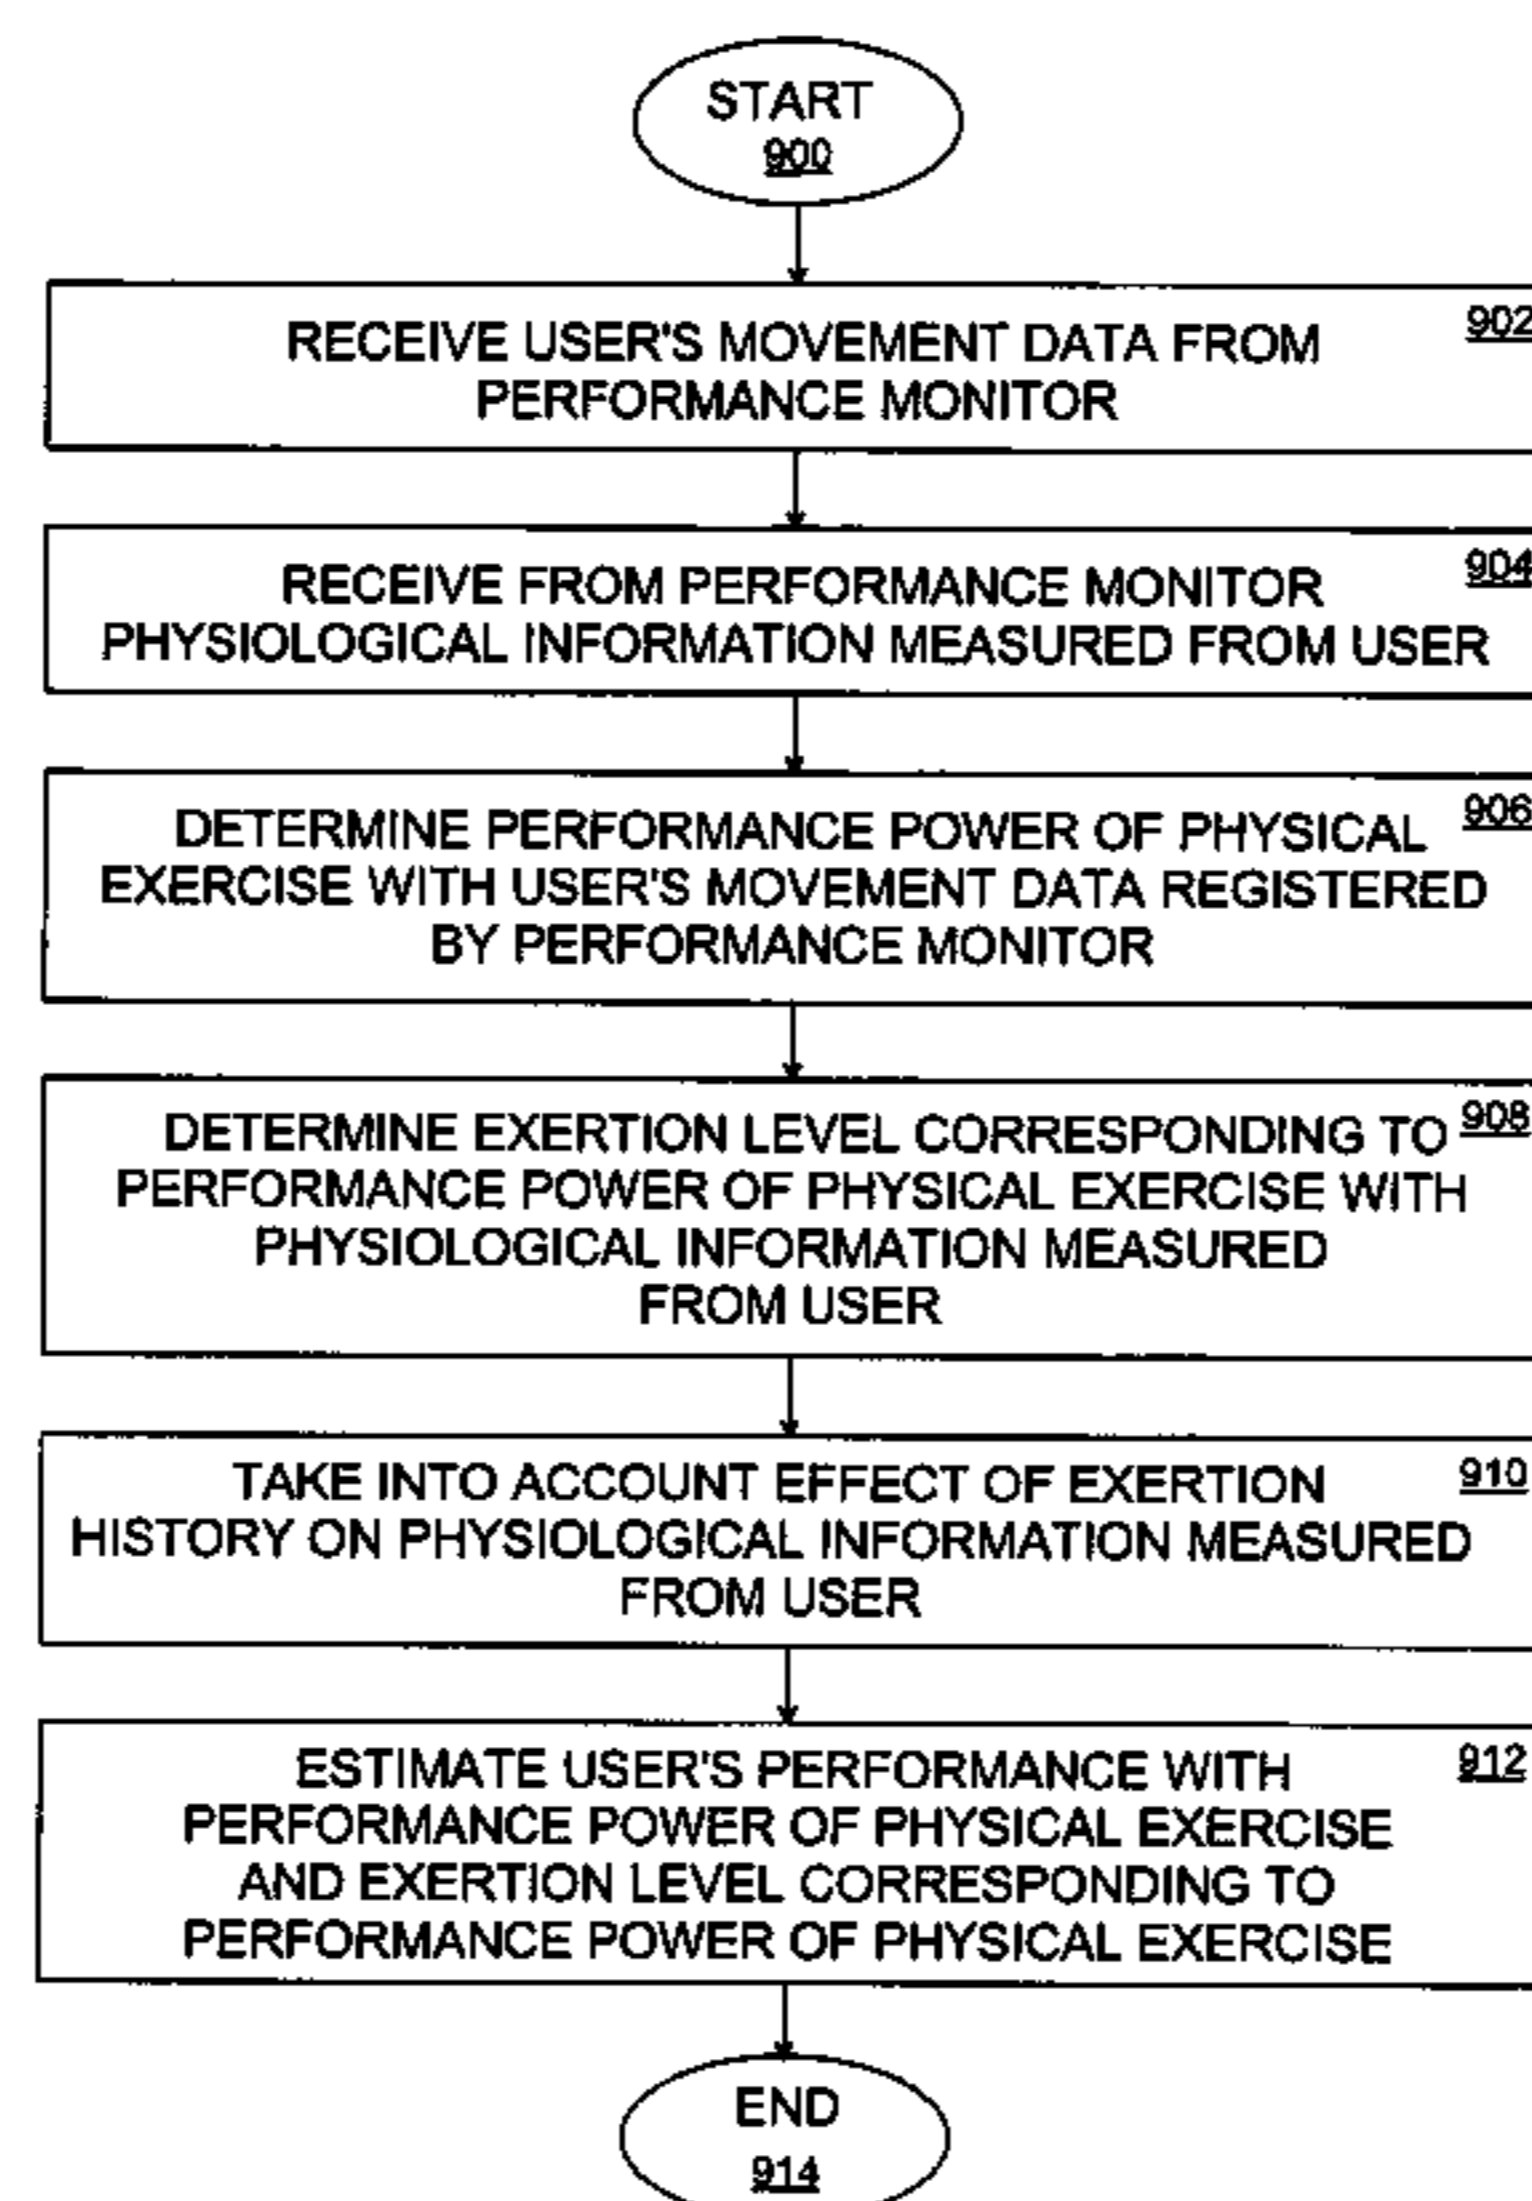 START
900
902
RECEIVE USER'S MOVEMENT DATA FROM
PERFORMANCE MONITOR
904
RECEIVE FROM PERFORMANCE MONITOR
PHYSIOLOGICAL INFORMATION MEASURED FROM USER
906
DETERMINE PERFORMANCE POWER OF PHYSICAL
EXERCISE WITH USER'S MOVEMENT DATA REGISTERED
BY PERFORMANCE MONITOR
908
DETERMINE EXERTION LEVEL CORRESPONDING TO
PERFORMANCE POWER OF PHYSICAL EXERCISE WITH
PHYSIOLOGICAL INFORMATION MEASURED
FROM USER
910
TAKE INTO ACCOUNT EFFECT OF EXERTION
HISTORY ON PHYSIOLOGICAL INFORMATION MEASURED
FROM USER
912
ESTIMATE USER'S PERFORMANCE WITH
PERFORMANCE POWER OF PHYSICAL EXERCISE
AND EXERTION LEVEL CORRESPONDING TO
PERFORMANCE POWER OF PHYSICAL EXERCISE
END
914